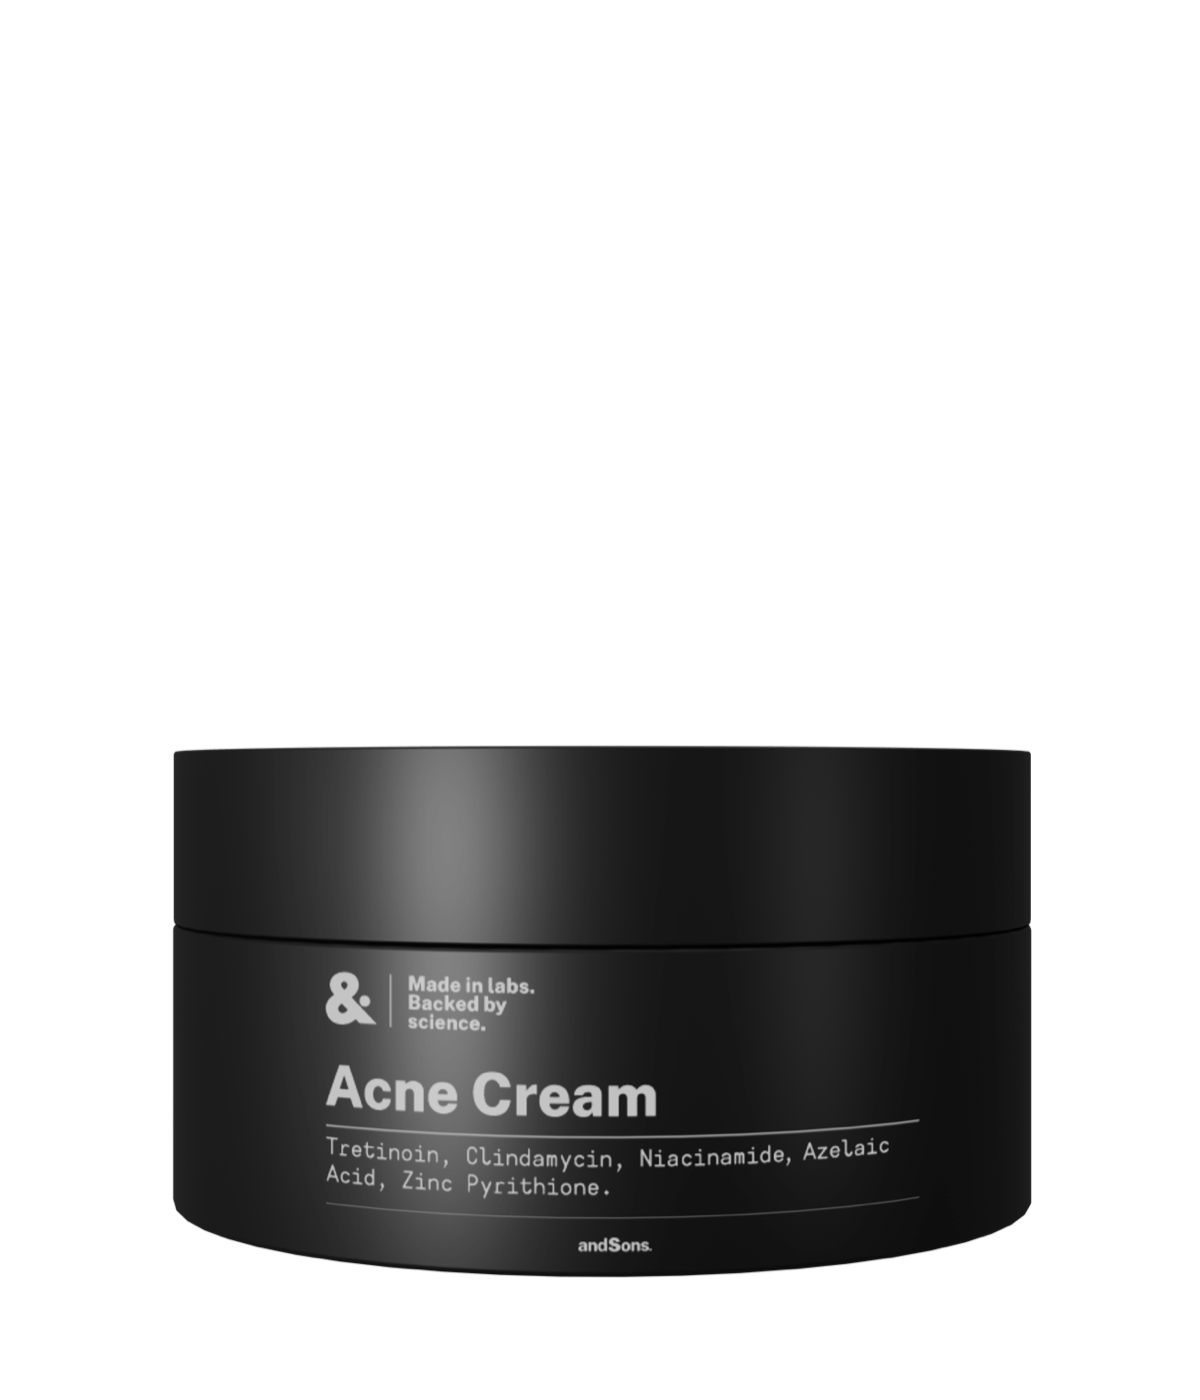 &
Made in labs.
Backed by
science.
Acne Cream
Tretinoin, Clindamycin, Niacinamide, Azelaic
Acid, Zinc Pyrithione.
andSons.